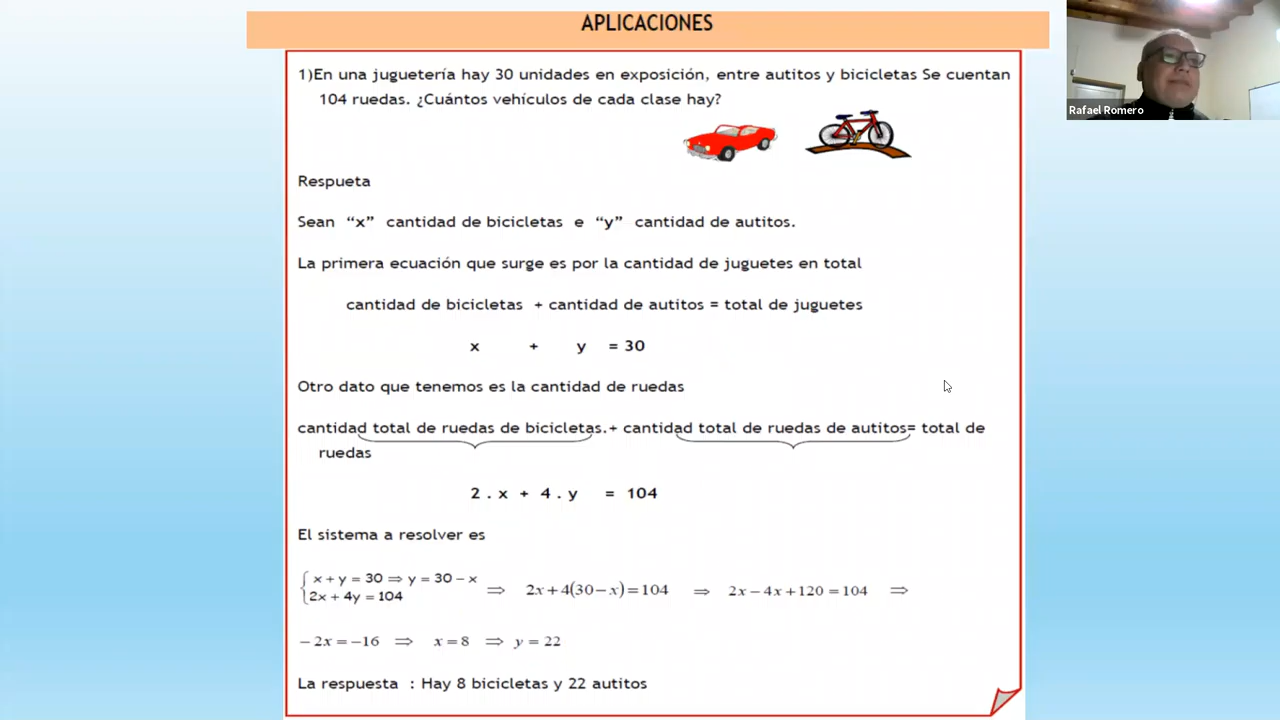 APLICACIONES
1)En una juguetería hay 30 unidades en exposición, entre autitos y bicicletas Se cuentan
104 ruedas. ¿Cuántos vehículos de cada clase hay?
Rafael Romero
Respueta
Sean “x” cantidad de bicicletas e “y” cantidad de autitos.
La primera ecuación que surge es por la cantidad de juguetes en total
cantidad de bicicletas + cantidad de autitos = total de juguetes
x + y = 30
Otro dato que tenemos es la cantidad de ruedas
cantidad total de ruedas de bicicletas.+ cantidad total de ruedas de autitos= total de
ruedas
2 . x + 4 . y = 104
El sistema a resolver es
x + y = 30 ⇒ y = 30 − x
2x + 4y = 104
⇒ 2x + 4(30 − x) = 104 ⇒ 2x − 4x + 120 = 104 ⇒
− 2x = −16 ⇒ x = 8 ⇒ y = 22
La respuesta : Hay 8 bicicletas y 22 autitos